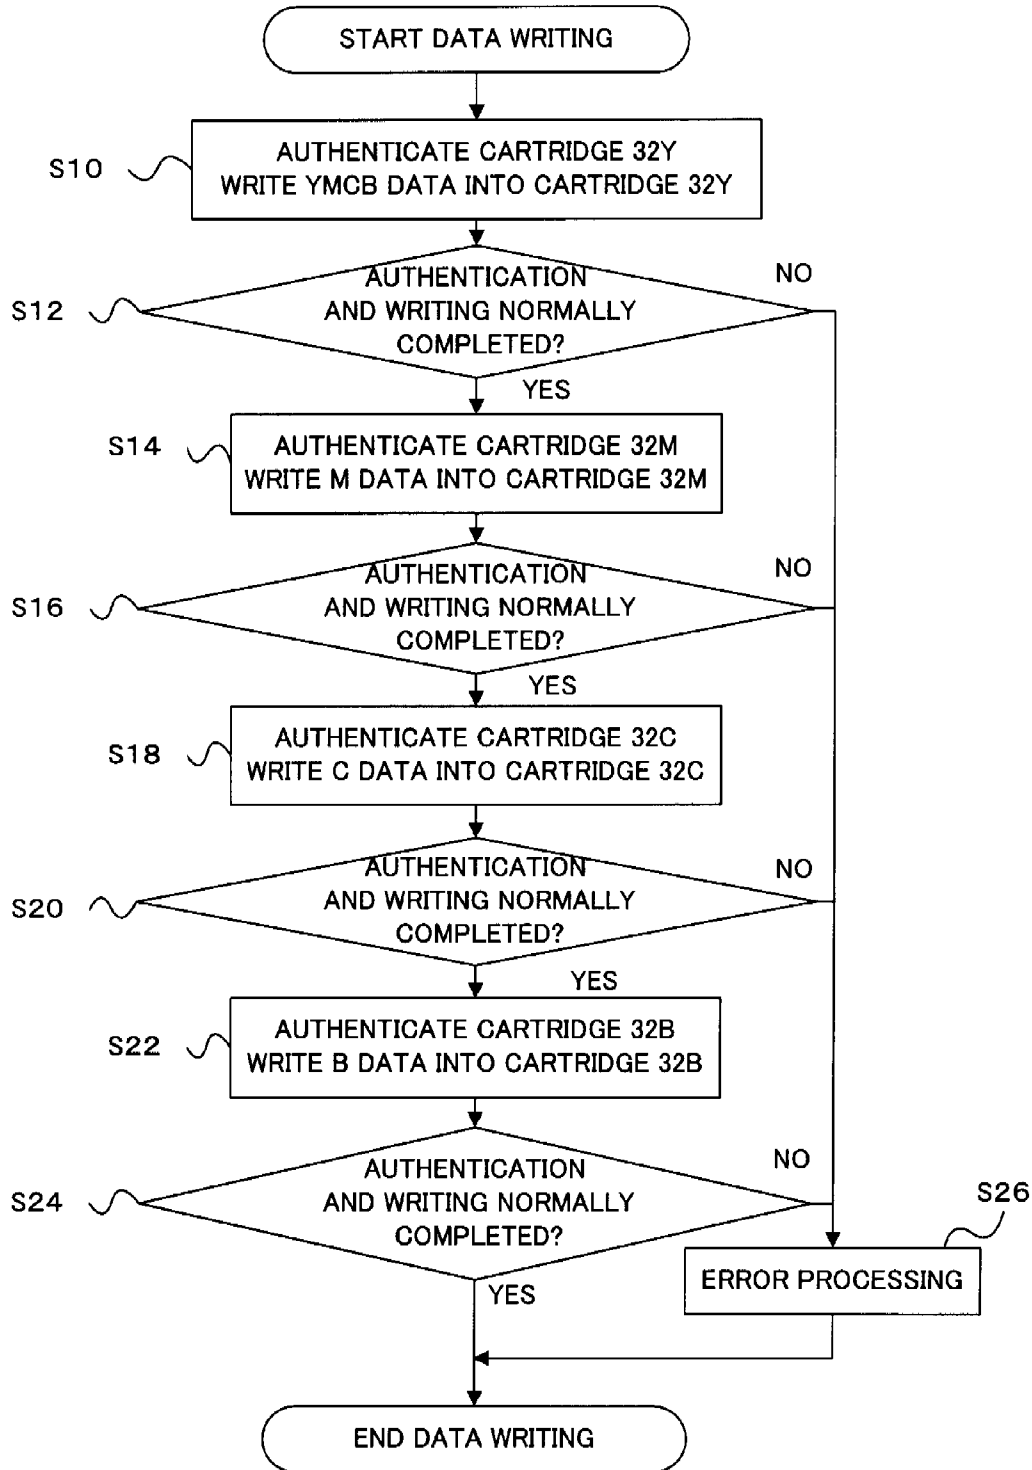 START DATA WRITING
S10
AUTHENTICATE CARTRIDGE 32Y
WRITE YMCB DATA INTO CARTRIDGE 32Y
S12
AUTHENTICATION
AND WRITING NORMALLY
COMPLETED?
NO
YES
S14
AUTHENTICATE CARTRIDGE 32M
WRITE M DATA INTO CARTRIDGE 32M
S16
AUTHENTICATION
AND WRITING NORMALLY
COMPLETED?
NO
YES
S18
AUTHENTICATE CARTRIDGE 32C
WRITE C DATA INTO CARTRIDGE 32C
S20
AUTHENTICATION
AND WRITING NORMALLY
COMPLETED?
NO
YES
S22
AUTHENTICATE CARTRIDGE 32B
WRITE B DATA INTO CARTRIDGE 32B
S24
AUTHENTICATION
AND WRITING NORMALLY
COMPLETED?
NO
YES
S26
ERROR PROCESSING
END DATA WRITING